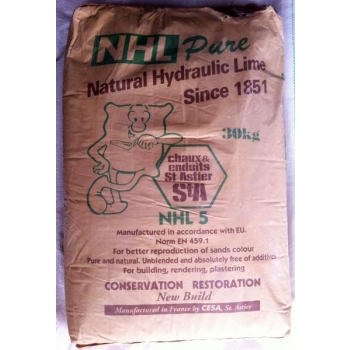 NHL Pure
Natural Hydraulic Lime
Since 1851
30kg
chaux &
enduits
St Astier
StA
NHL 5
Manufactured in accordance with EU.
Norm EN 459.1
For better reproduction of sands colour
Pure and natural. Unblended and absolutely free of additives
For building, rendering, plastering
CONSERVATION RESTORATION
New Build
Manufactured in France by CESA, St. Astier